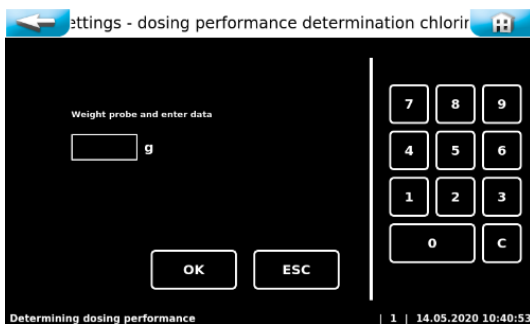 ettings - dosing performance determination chlorin
7 8 9
Weight probe and enter data
g
4 5 6
1 2 3
0 C
OK ESC
Determining dosing performance | 1 | 14.05.2020 10:40:53